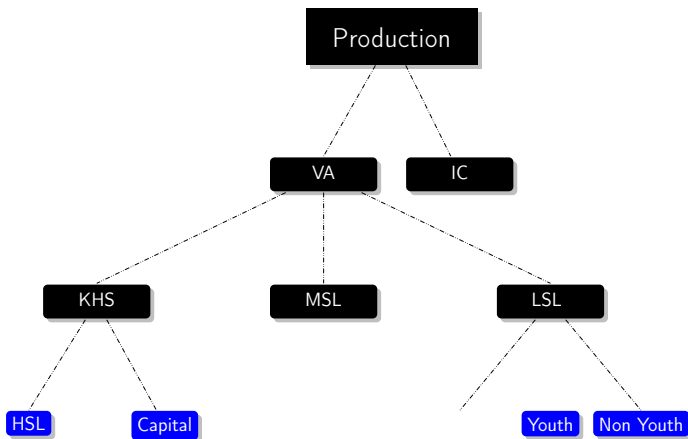 Production
VA
IC
KHS
MSL
LSL
HSL
Capital
Youth
Non Youth